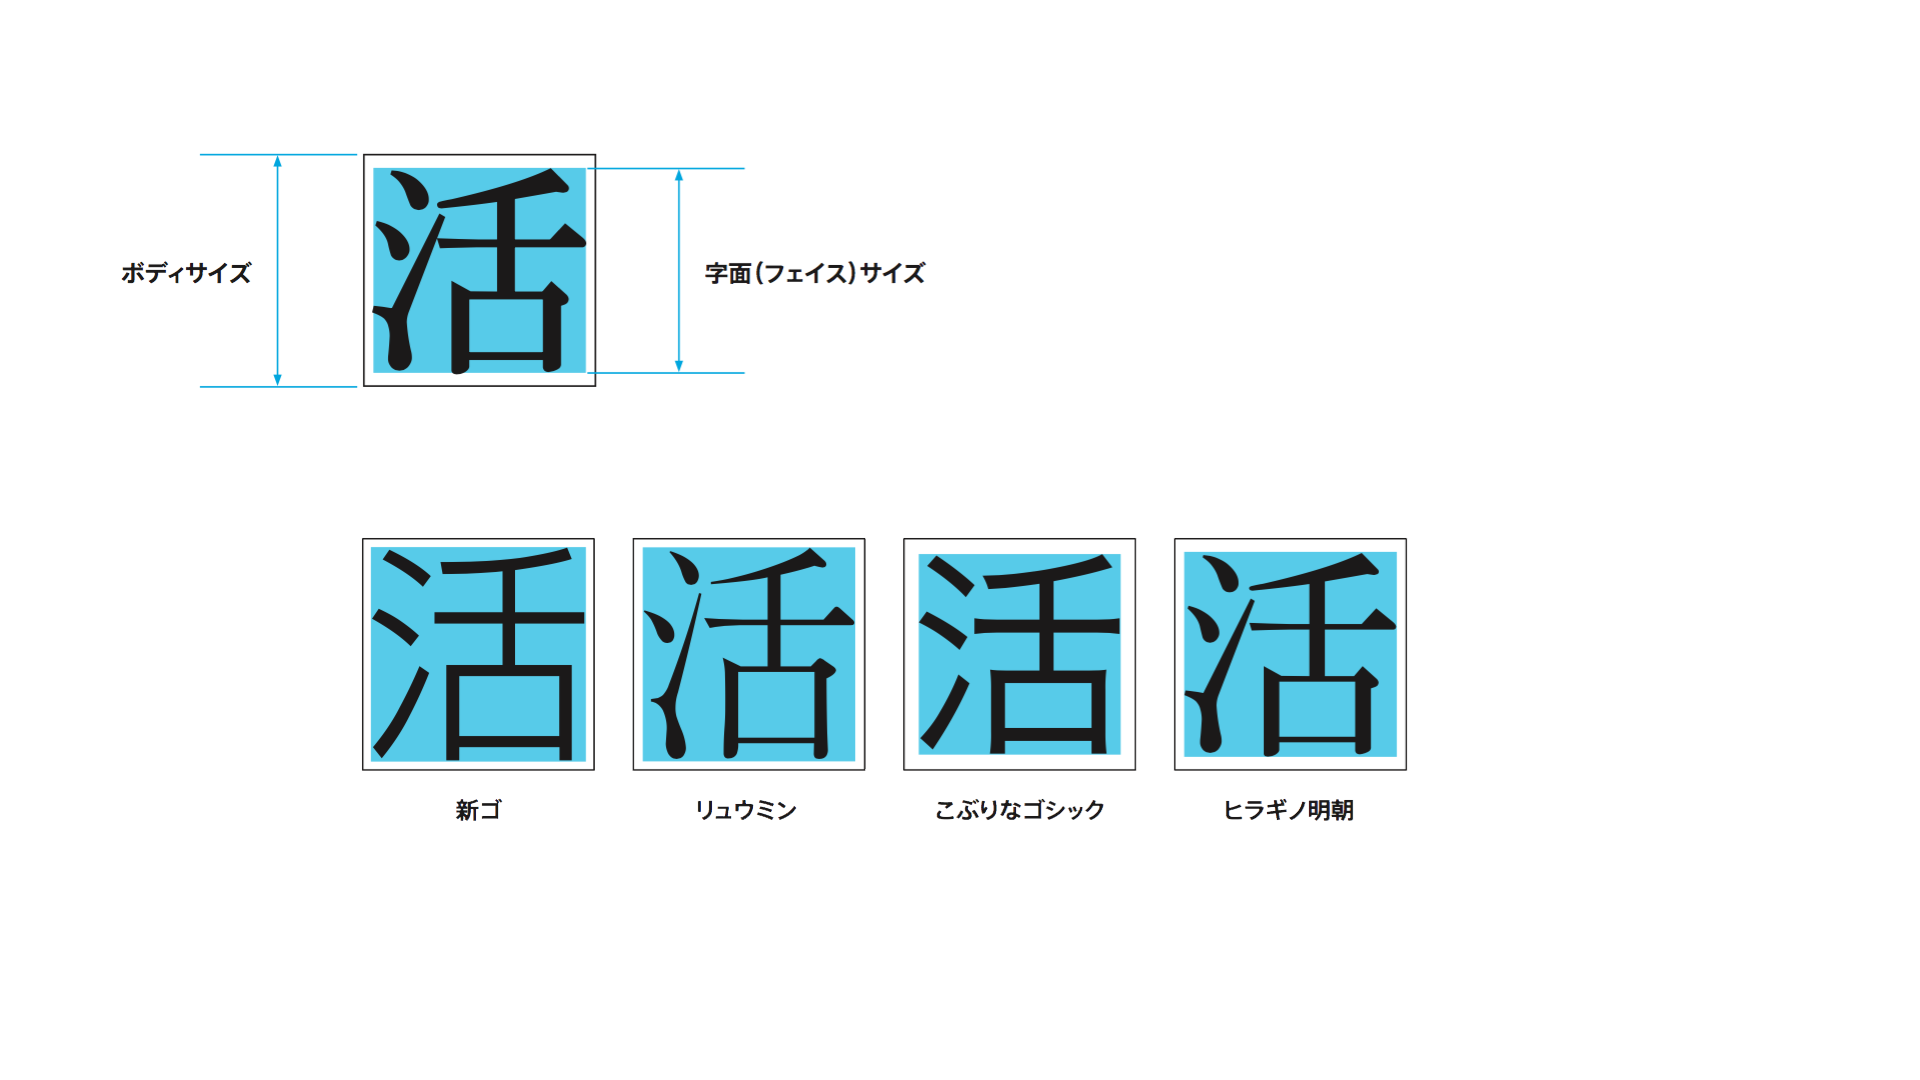 ボディサイズ
活
字面(フェイス)サイズ
活
活
活
活
新ゴ
リュウミン
こぶりなゴシック
ヒラギノ明朝